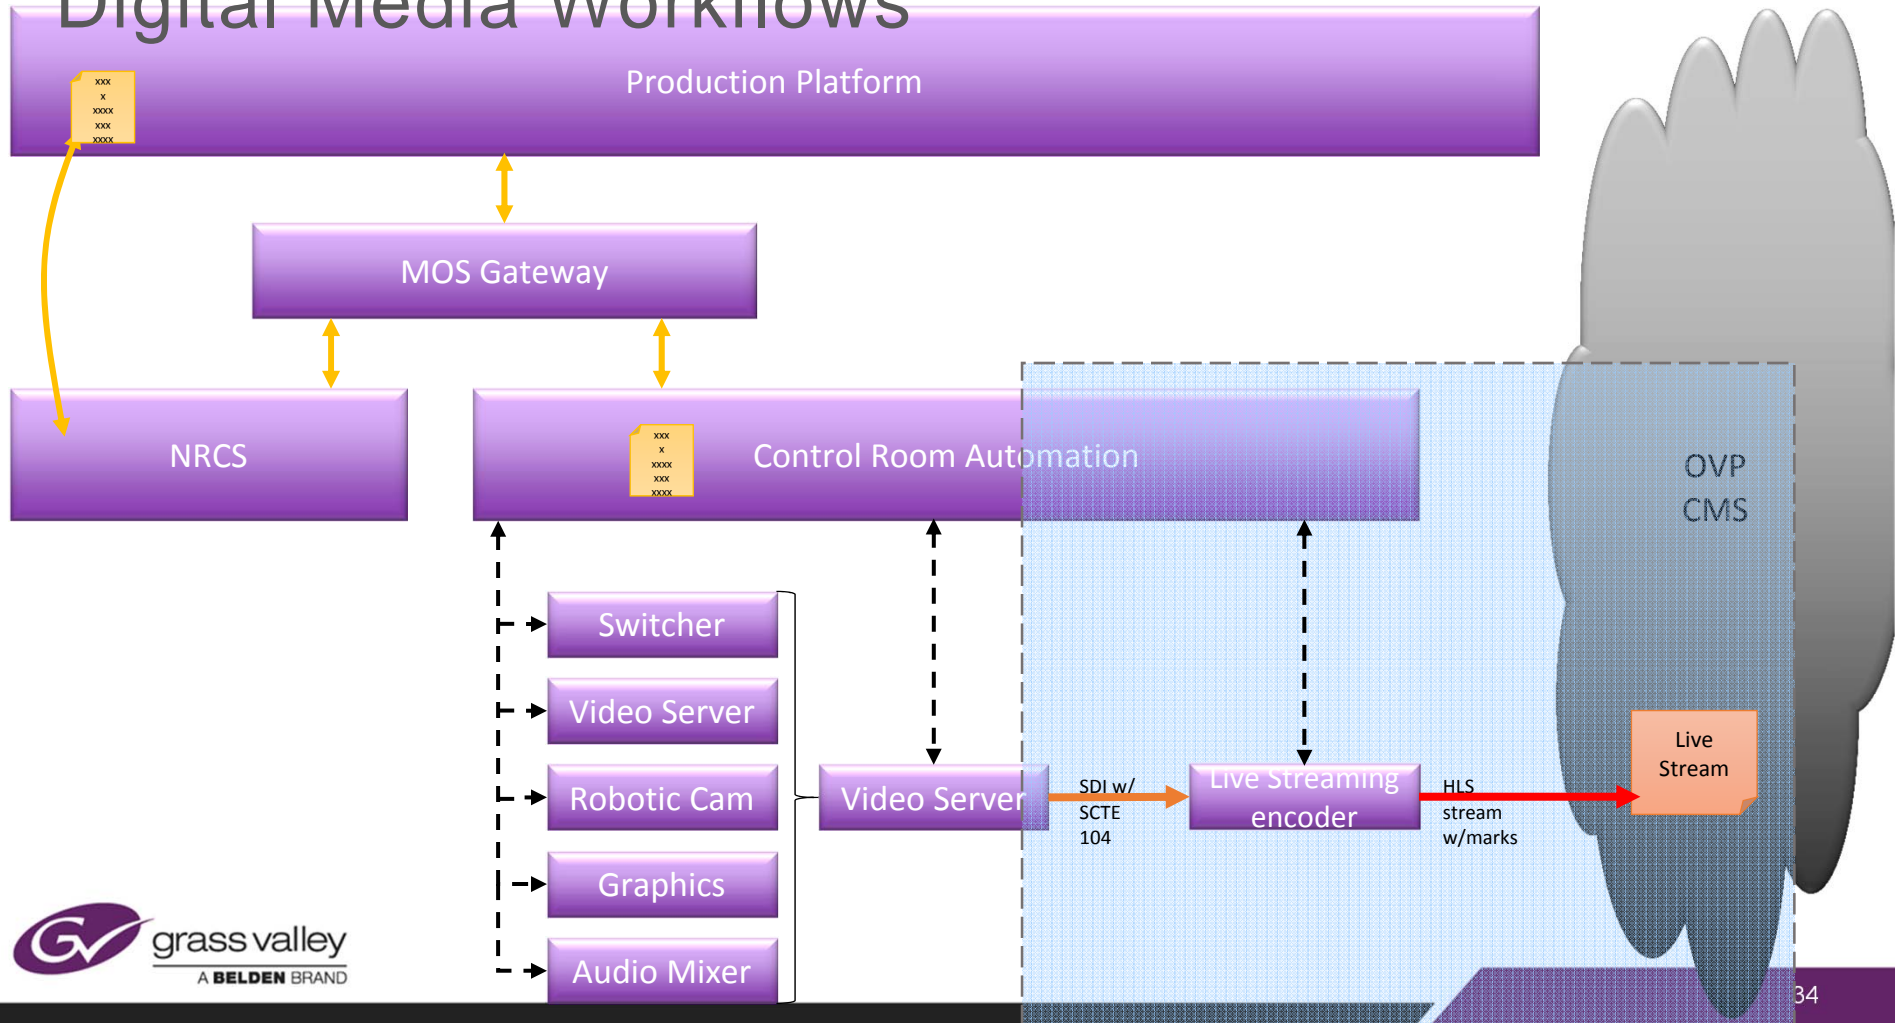 Digital Media Workflows
Production Platform
xxx
x
xxxx
xxx
xxxx
MOS Gateway
NRCS
xxx
x
xxxx
xxx
xxxx
Control Room Automation
OVP
CMS
Switcher
Video Server
Robotic Cam
Graphics
Audio Mixer
Video Server
SDI w/
SCTE
104
Live Streaming
encoder
HLS
stream
w/marks
Live
Stream
GV
grass valley
A BELDEN BRAND
34